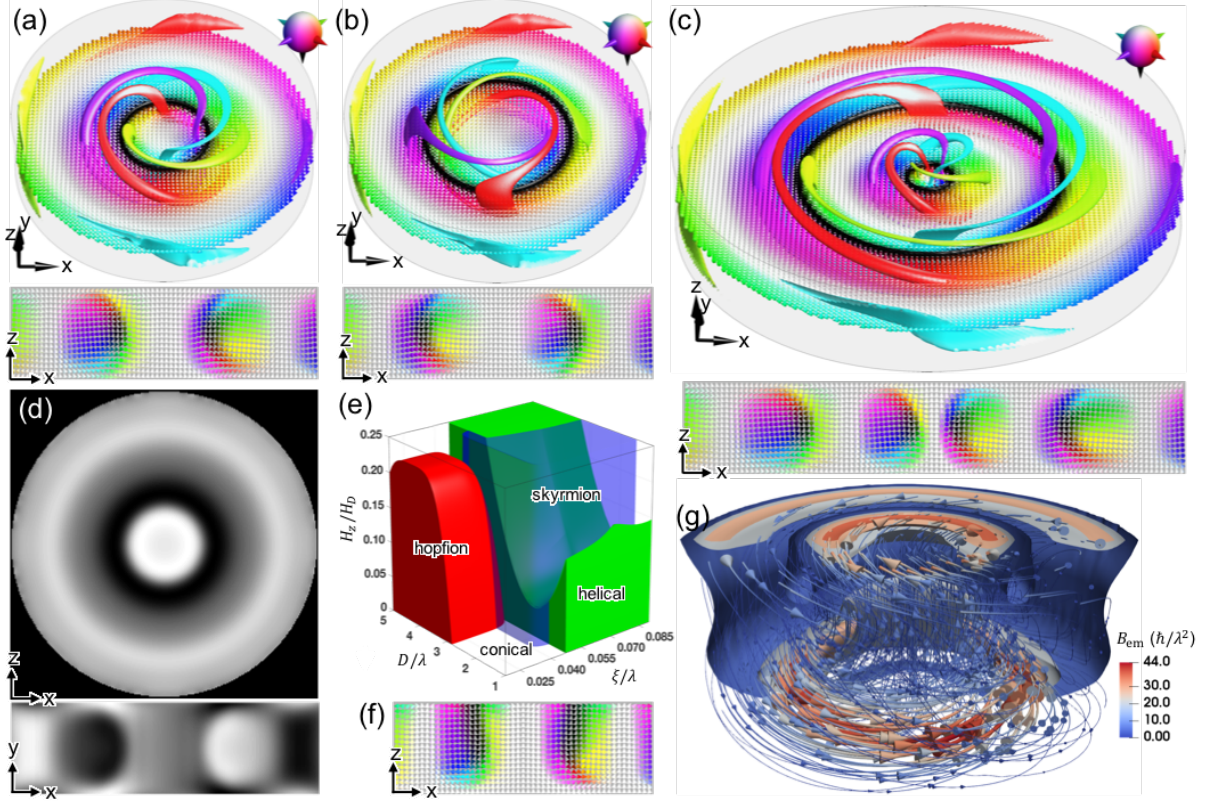 (a)
z
y
x
z
x
(b)
z
y
x
z
x
(c)
z
y
x
z
x
(d)
z
x
y
x
(e)
H_z/H_D
0.25
0.20
0.15
0.10
0.05
0
5
4
3
2
1
D/λ
0.025
0.040
0.055
0.070
0.085
ξ/λ
hopfion
skyrmion
helical
conical
(f)
z
x
(g)
B_em (ħ/λ²)
44.0
30.0
20.0
10.0
0.00